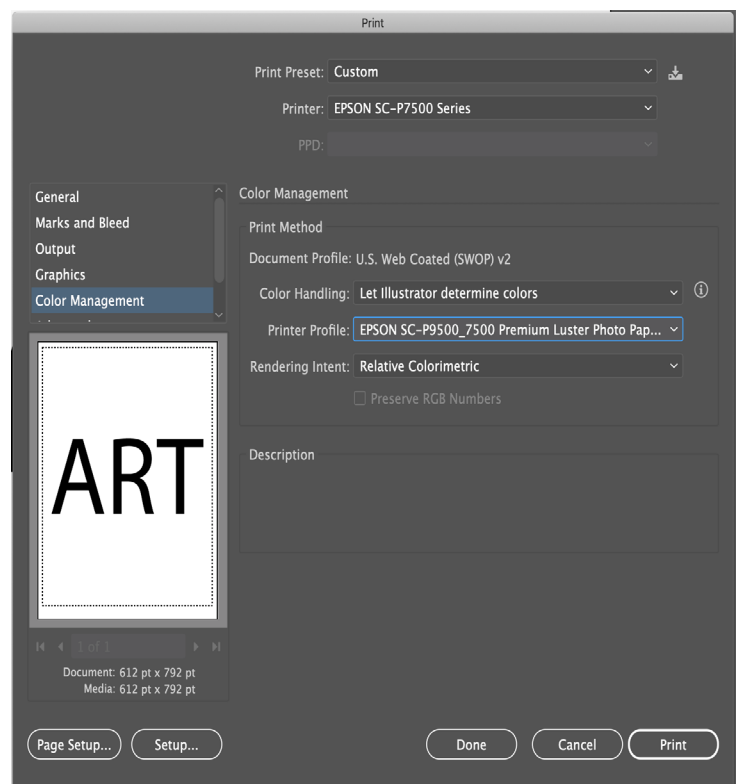 Print
Print Preset: Custom
Printer: EPSON SC-P7500 Series
PPD:
General
Marks and Bleed
Output
Graphics
Color Management
Color Management
Print Method
Document Profile: U.S. Web Coated (SWOP) v2
Color Handling: Let Illustrator determine colors
Printer Profile: EPSON SC-P9500_7500 Premium Luster Photo Pap...
Rendering Intent: Relative Colorimetric
Preserve RGB Numbers
Description
ART
1 of 1
Document: 612 pt x 792 pt
Media: 612 pt x 792 pt
Page Setup...
Setup...
Done
Cancel
Print